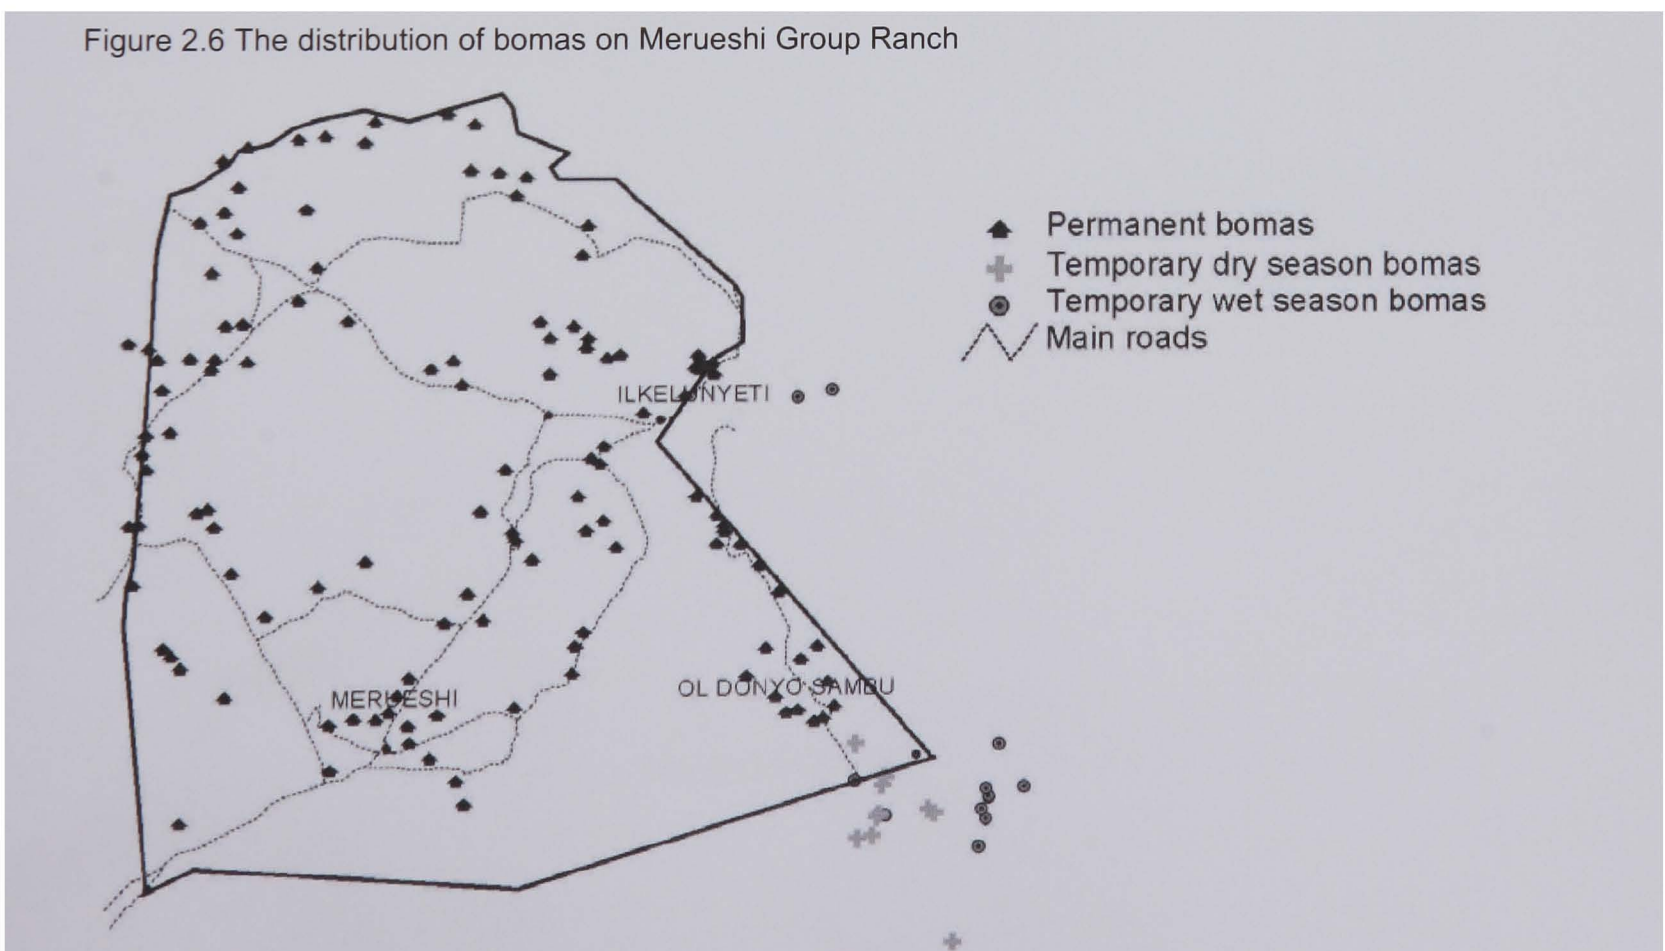 Figure 2.6 The distribution of bomas on Merueshi Group Ranch
Permanent bomas
Temporary dry season bomas
Temporary wet season bomas
Main roads
ILKELUNYETI
OL DONYO SAMBU
MERUESHI